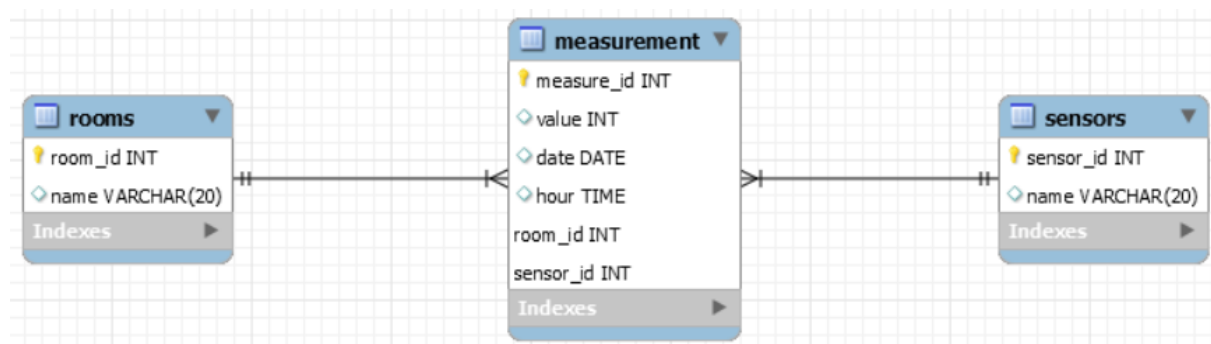 rooms
room_id INT
name VARCHAR(20)
Indexes
measurement
measure_id INT
value INT
date DATE
hour TIME
room_id INT
sensor_id INT
Indexes
sensors
sensor_id INT
name VARCHAR(20)
Indexes